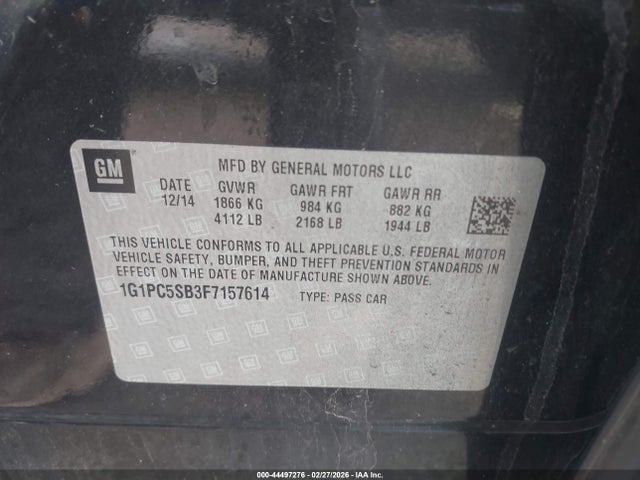 GM
MFD BY GENERAL MOTORS LLC
DATE GVWR GAWR FRT GAWR RR
12/14 1866 KG 984 KG 882 KG
4112 LB 2168 LB 1944 LB
THIS VEHICLE CONFORMS TO ALL APPLICABLE U.S. FEDERAL MOTOR
VEHICLE SAFETY, BUMPER, AND THEFT PREVENTION STANDARDS IN
EFFECT ON THE DATE OF MANUFACTURE SHOWN ABOVE.
1G1PC5SB3F7157614 TYPE: PASS CAR
000-44497276 - 02/27/2026 - IAA Inc.